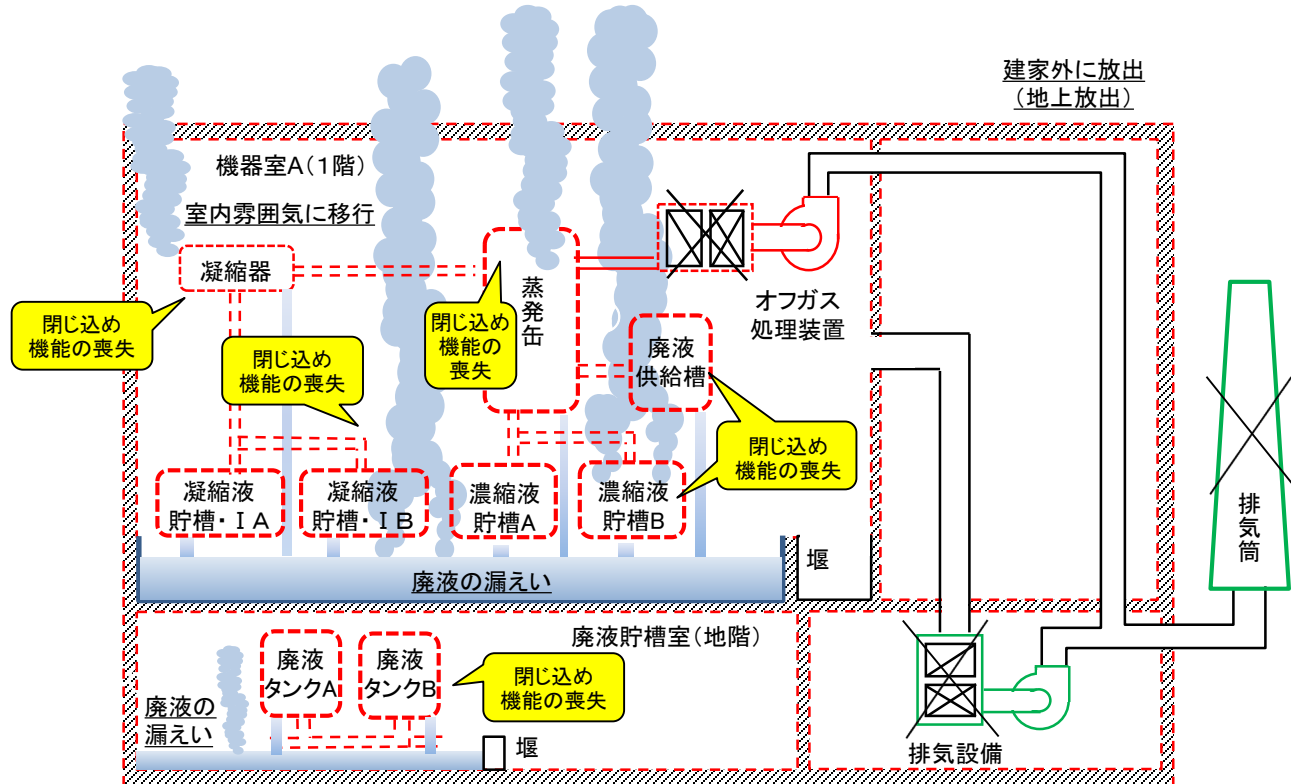 建家外に放出
(地上放出)
機器室A(1階)
室内雰囲気に移行
凝縮器
閉じ込め
機能の喪失
閉じ込め
機能の喪失
閉じ込め
機能の
喪失
蒸発缶
オフガス
処理装置
廃液
供給槽
閉じ込め
機能の喪失
凝縮液
貯槽・ⅠA
凝縮液
貯槽・ⅠB
濃縮液
貯槽A
濃縮液
貯槽B
廃液の漏えい
堰
排気筒
廃液貯槽室(地階)
廃液
タンクA
廃液
タンクB
閉じ込め
機能の喪失
廃液の
漏えい
堰
排気設備